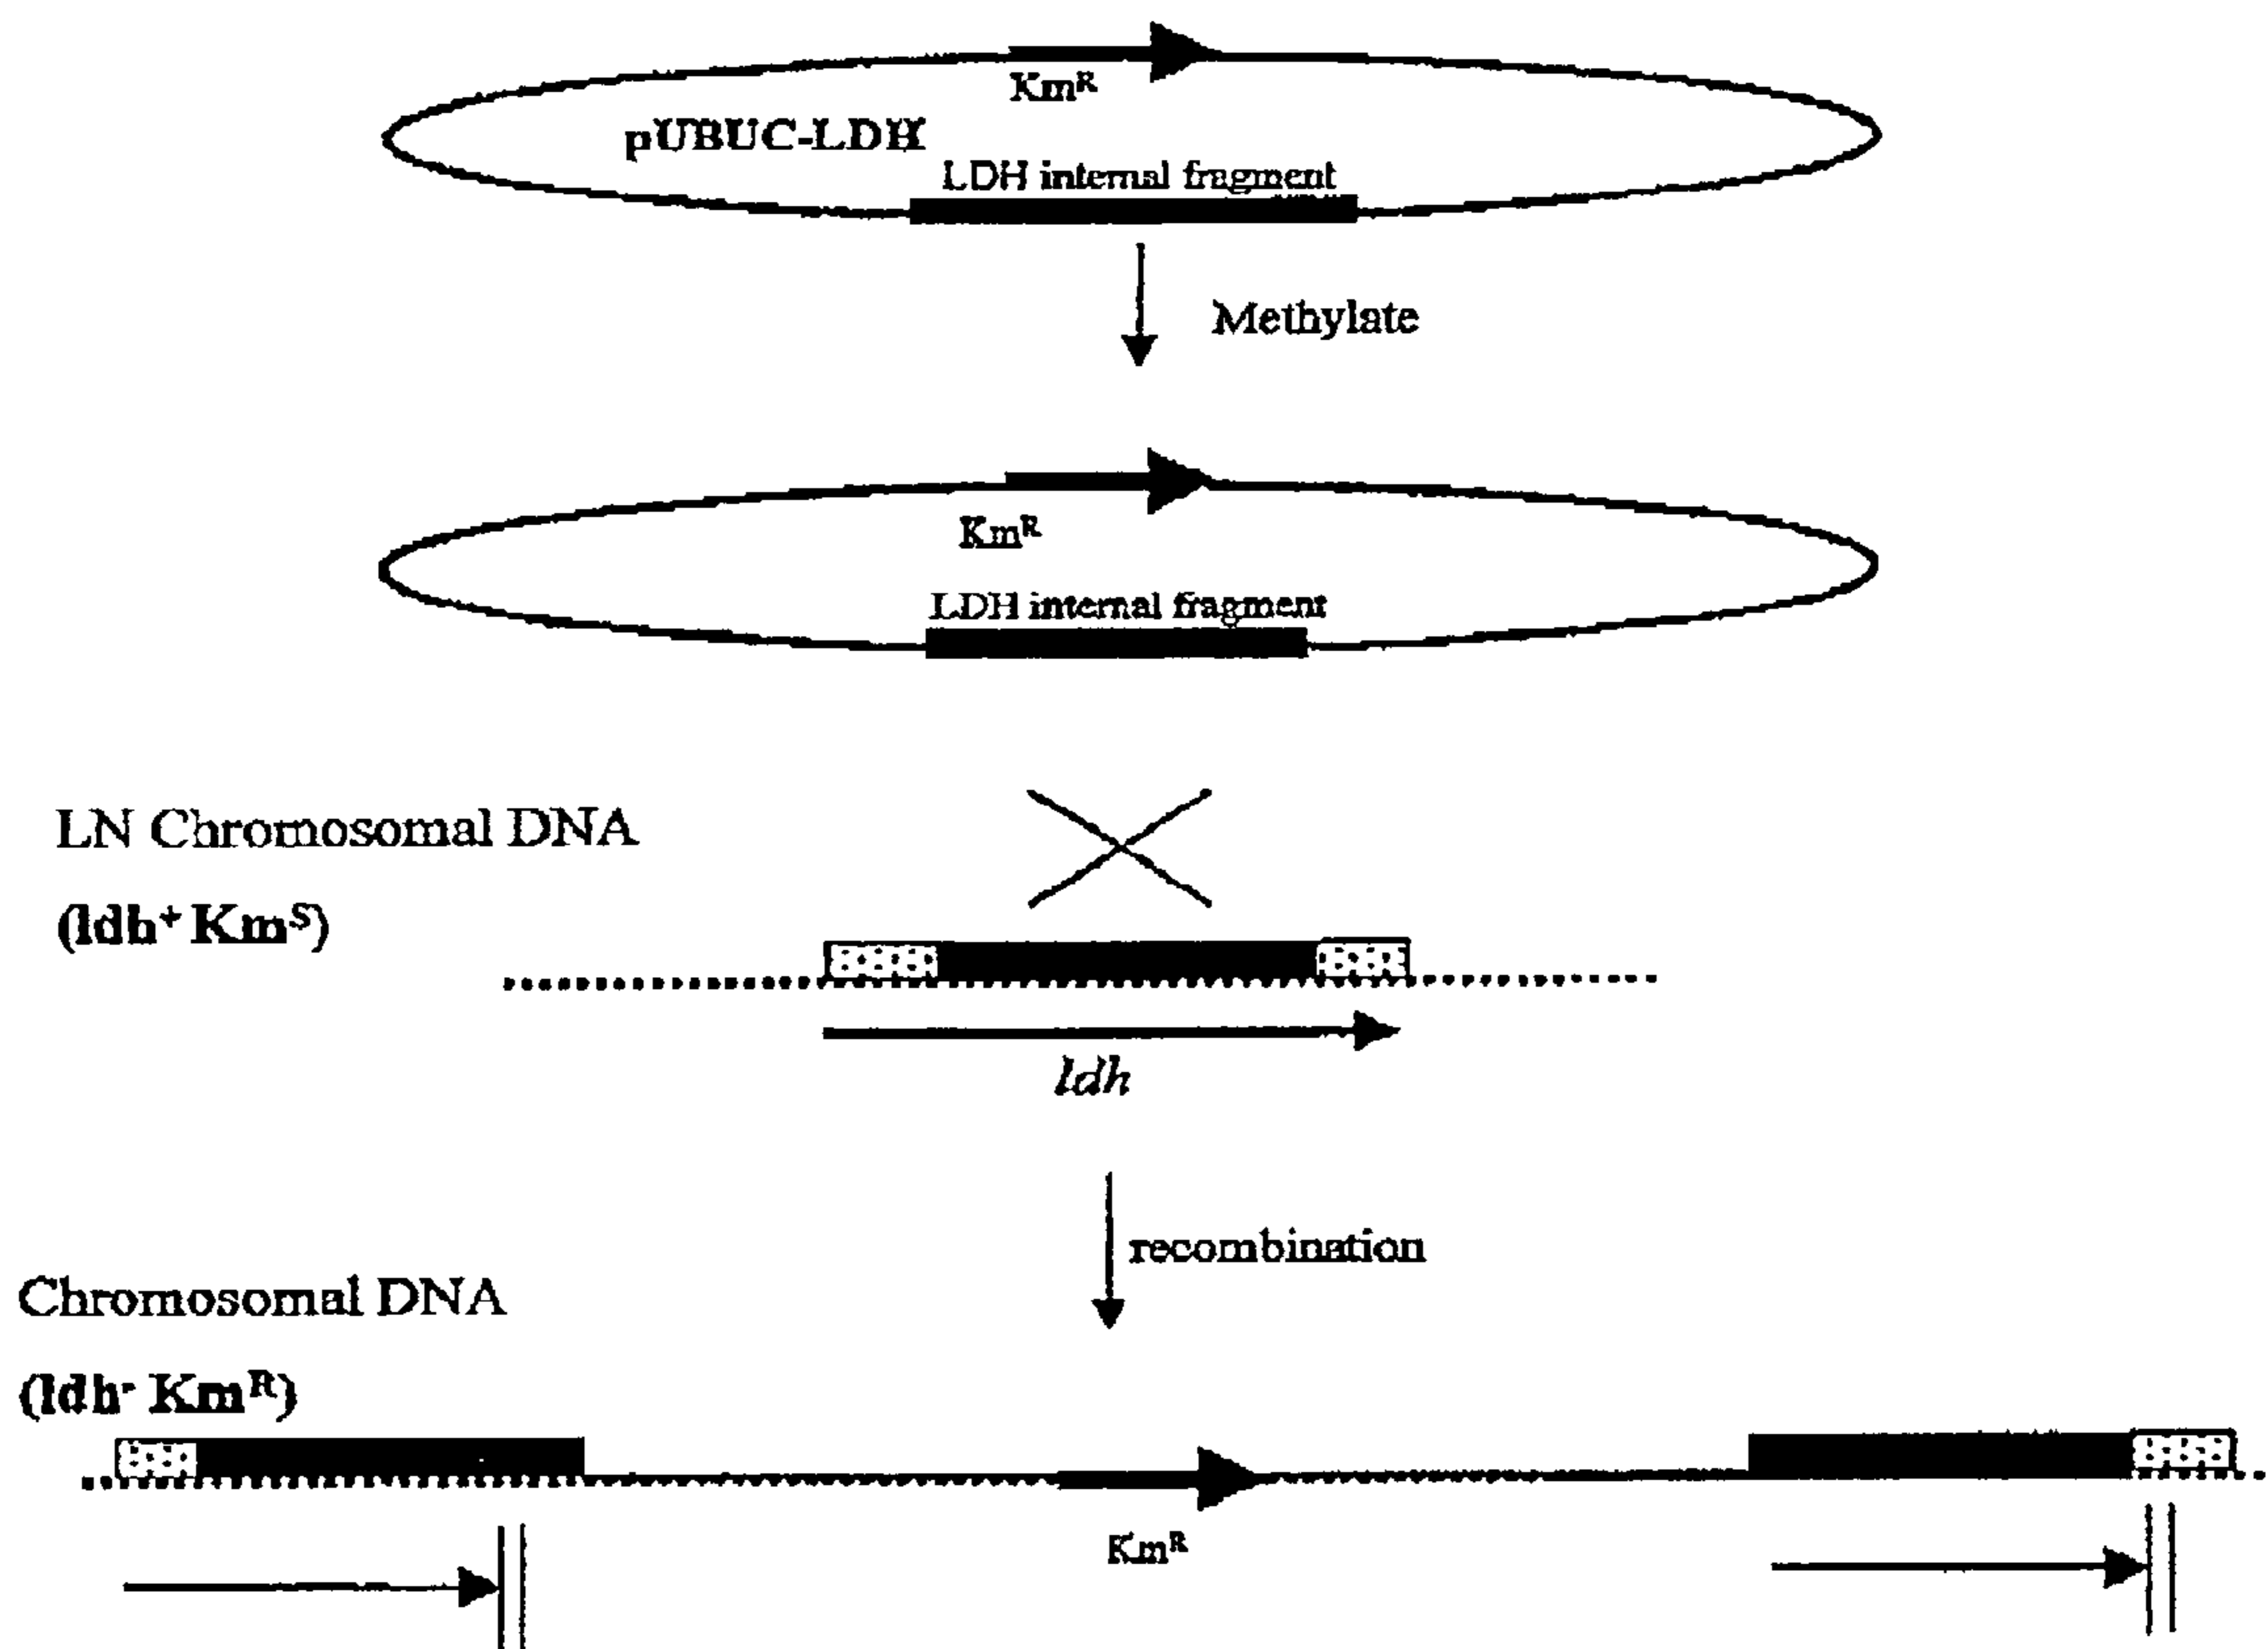 Km^R
pUBUC-LDH
LDH internal fragment
Methylate
Km^R
LDH internal fragment
LN Chromosomal DNA
(ldh⁺ Km^S)
ldh
recombination
Chromosomal DNA
(ldh⁻ Km^R)
Km^R